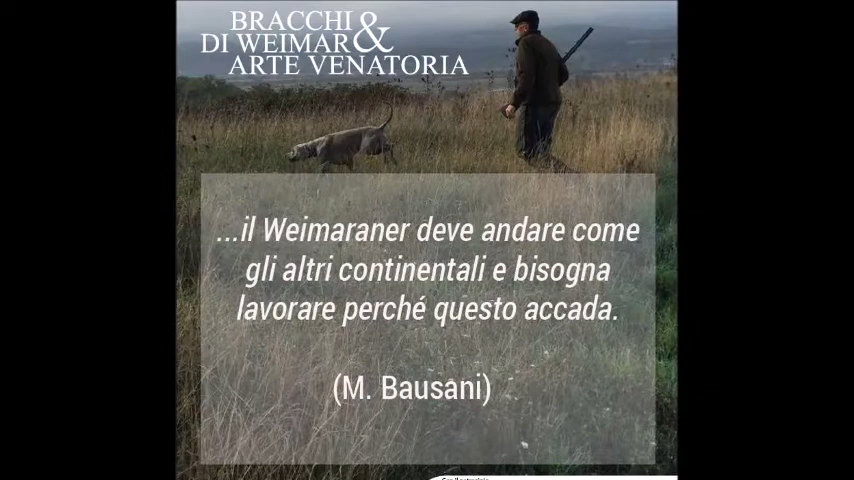 BRACCHI &
DI WEIMAR
ARTE VENATORIA
...il Weimaraner deve andare come
gli altri continentali e bisogna
lavorare perché questo accada.
(M. Bausani)